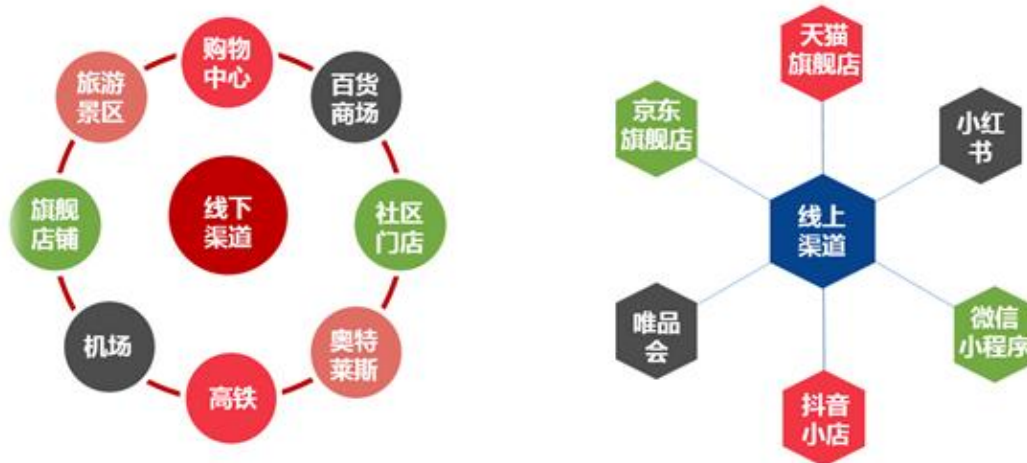 购物
中心
百货
商场
社区
门店
奥特
莱斯
高铁
机场
旗舰
店铺
旅游
景区
线下
渠道
天猫
旗舰店
小红
书
微信
小程序
抖音
小店
唯品
会
京东
旗舰店
线上
渠道